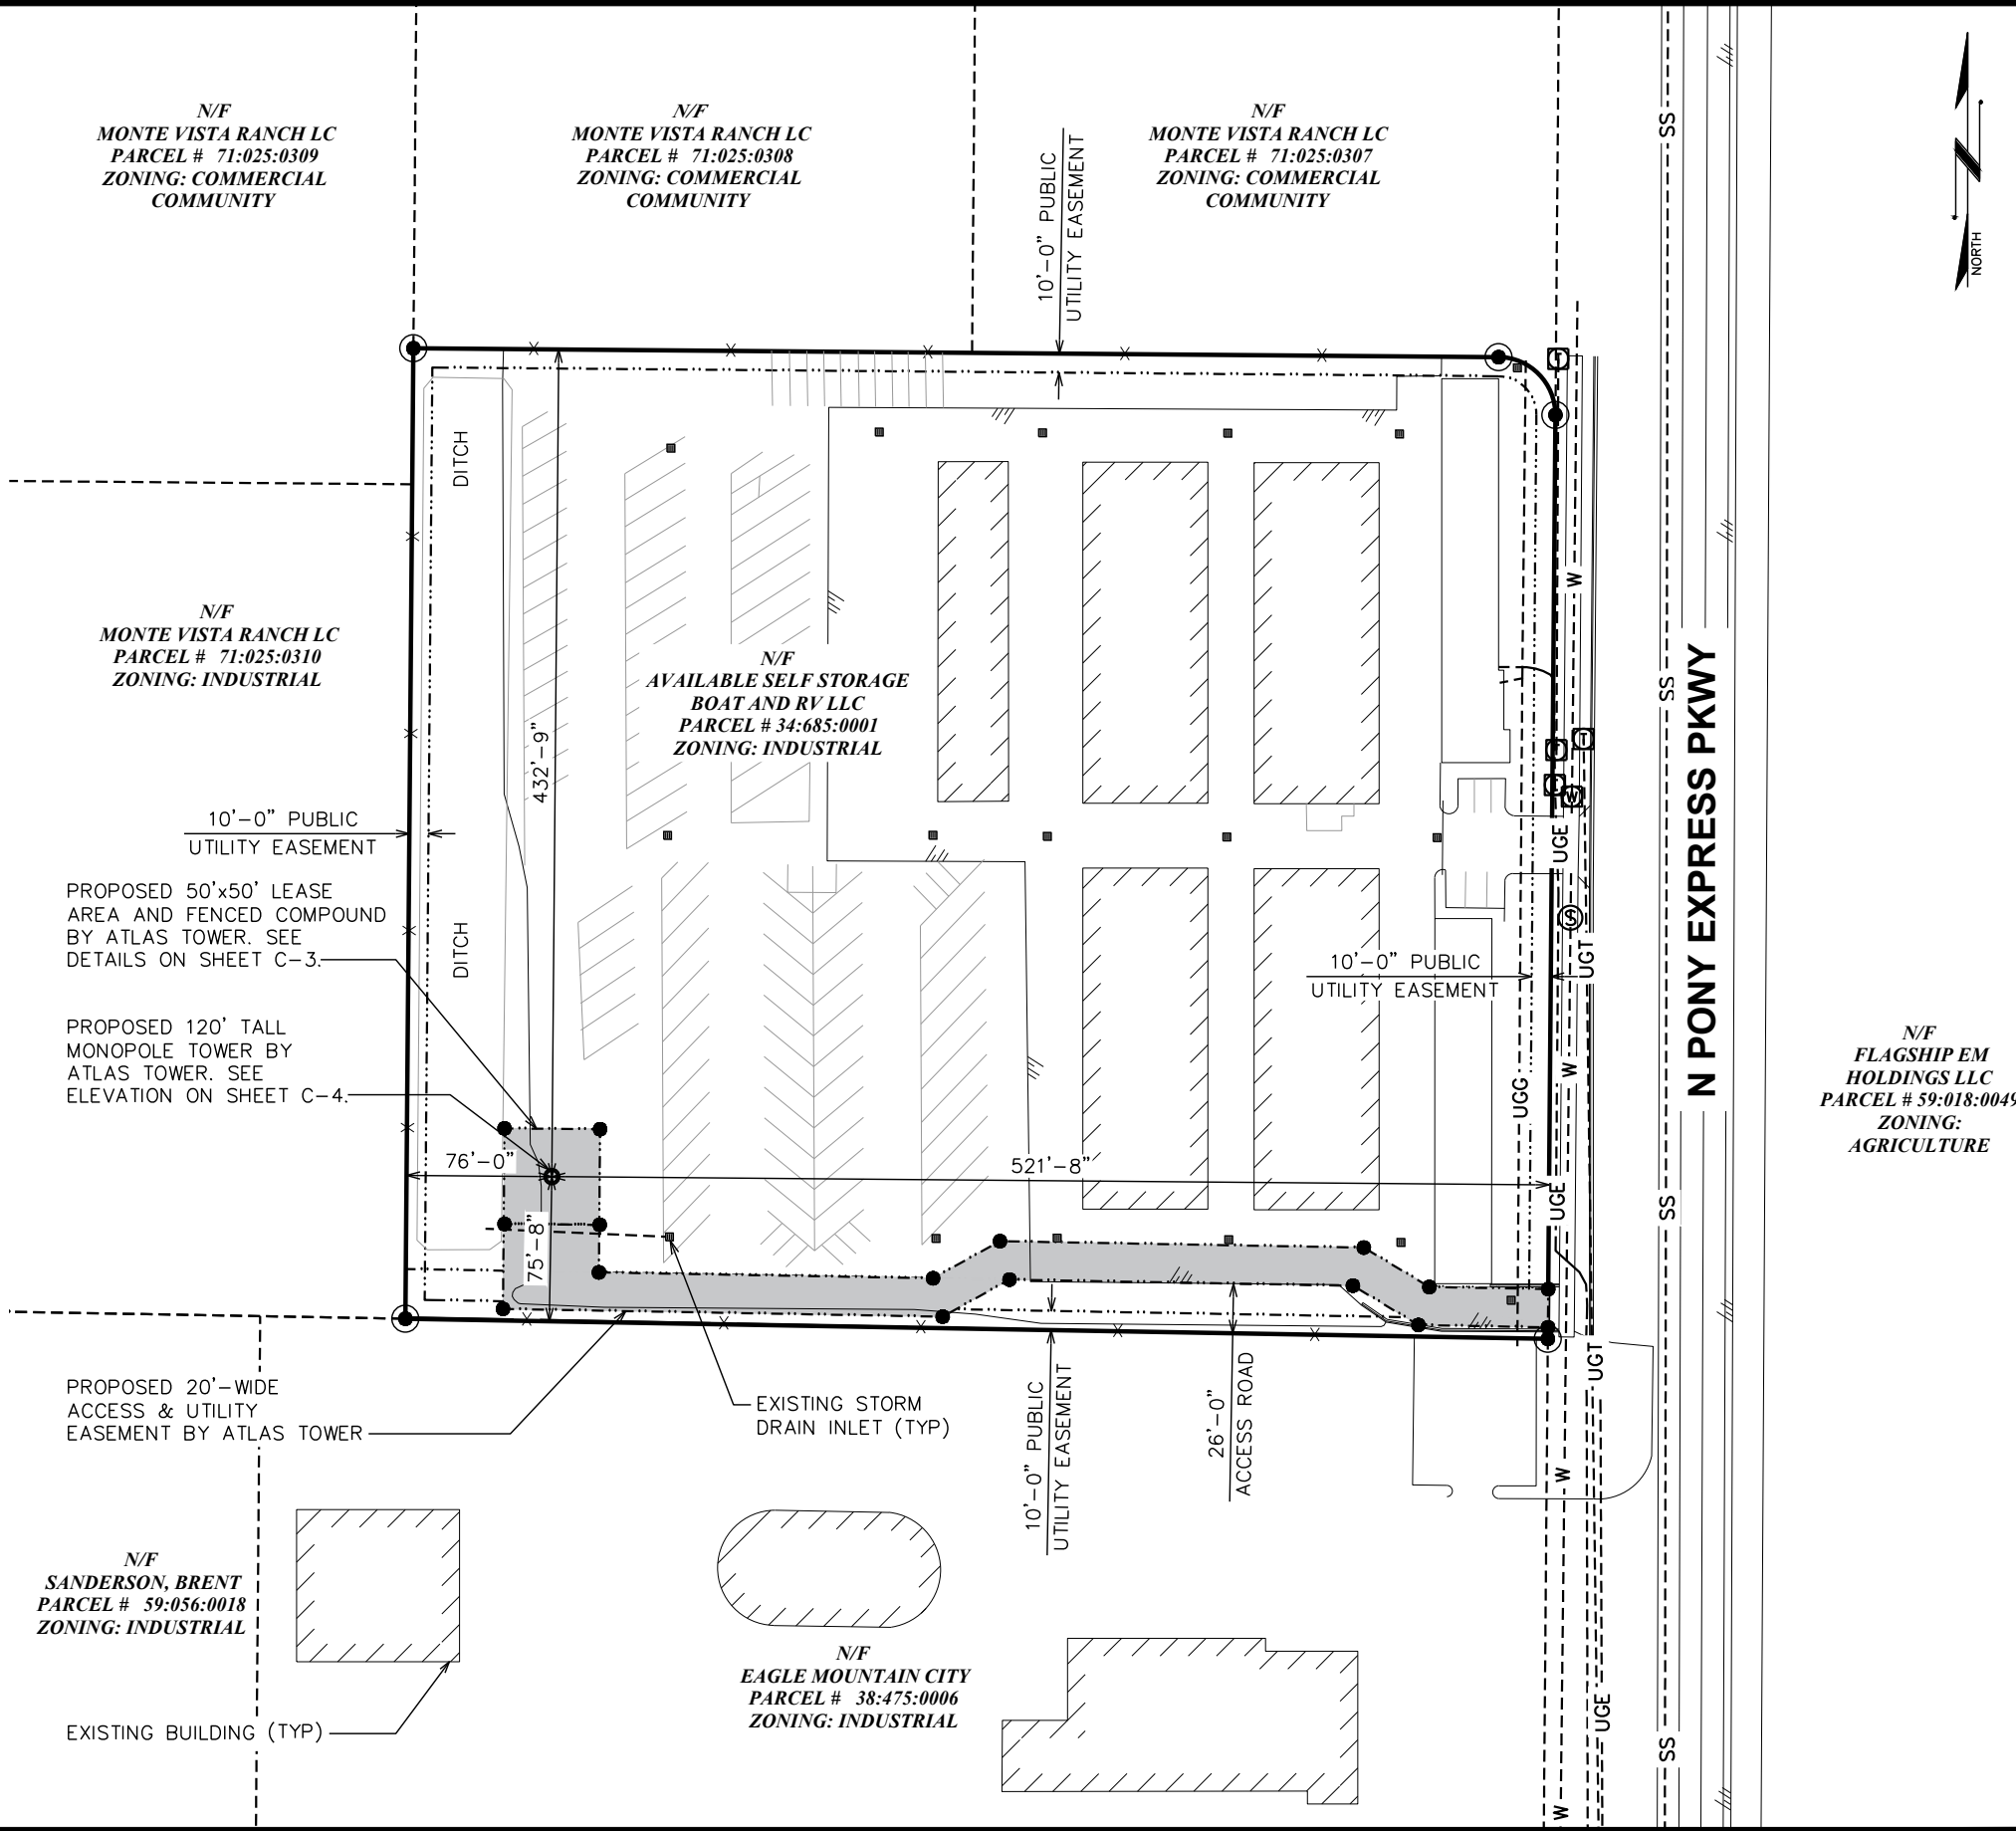 N/F
MONTE VISTA RANCH LC
PARCEL # 71:025:0309
ZONING: COMMERCIAL
COMMUNITY
N/F
MONTE VISTA RANCH LC
PARCEL # 71:025:0308
ZONING: COMMERCIAL
COMMUNITY
N/F
MONTE VISTA RANCH LC
PARCEL # 71:025:0307
ZONING: COMMERCIAL
COMMUNITY
10'-0" PUBLIC
UTILITY EASEMENT
SS
NORTH
T
DITCH
N/F
MONTE VISTA RANCH LC
PARCEL # 71:025:0310
ZONING: INDUSTRIAL
N/F
AVAILABLE SELF STORAGE
BOAT AND RV LLC
PARCEL # 34:685:0001
ZONING: INDUSTRIAL
432'-9"
W
SS
N PONY EXPRESS PKWY
T
W
UGE
10'-0" PUBLIC
UTILITY EASEMENT
PROPOSED 50'x50' LEASE
AREA AND FENCED COMPOUND
BY ATLAS TOWER. SEE
DETAILS ON SHEET C-3.
DITCH
S
UGT
10'-0" PUBLIC
UTILITY EASEMENT
PROPOSED 120' TALL
MONOPOLE TOWER BY
ATLAS TOWER. SEE
ELEVATION ON SHEET C-4.
UGG
W
N/F
FLAGSHIP EM
HOLDINGS LLC
PARCEL # 59:018:0049
ZONING:
AGRICULTURE
76'-0"
521'-8"
UGE
SS
75'-8"
PROPOSED 20'-WIDE
ACCESS & UTILITY
EASEMENT BY ATLAS TOWER
EXISTING STORM
DRAIN INLET (TYP)
10'-0" PUBLIC
UTILITY EASEMENT
26'-0"
ACCESS ROAD
UGT
W
N/F
SANDERSON, BRENT
PARCEL # 59:056:0018
ZONING: INDUSTRIAL
N/F
EAGLE MOUNTAIN CITY
PARCEL # 38:475:0006
ZONING: INDUSTRIAL
EXISTING BUILDING (TYP)
UGE
SS
W